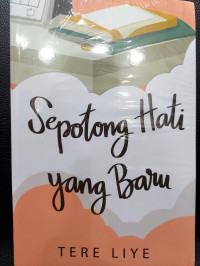 Sepotong Hati
yang Baru
TERE LIYE